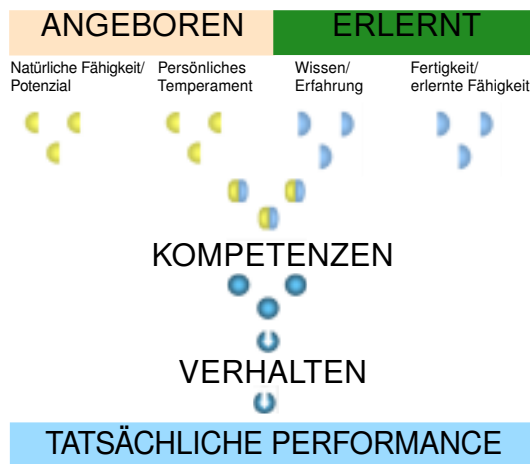 ANGEBOREN
ERLERNT
Natürliche Fähigkeit/
Potenzial
Persönliches
Temperament
Wissen/
Erfahrung
Fertigkeit/
erlernte Fähigkeit
KOMPETENZEN
VERHALTEN
TATSÄCHLICHE PERFORMANCE